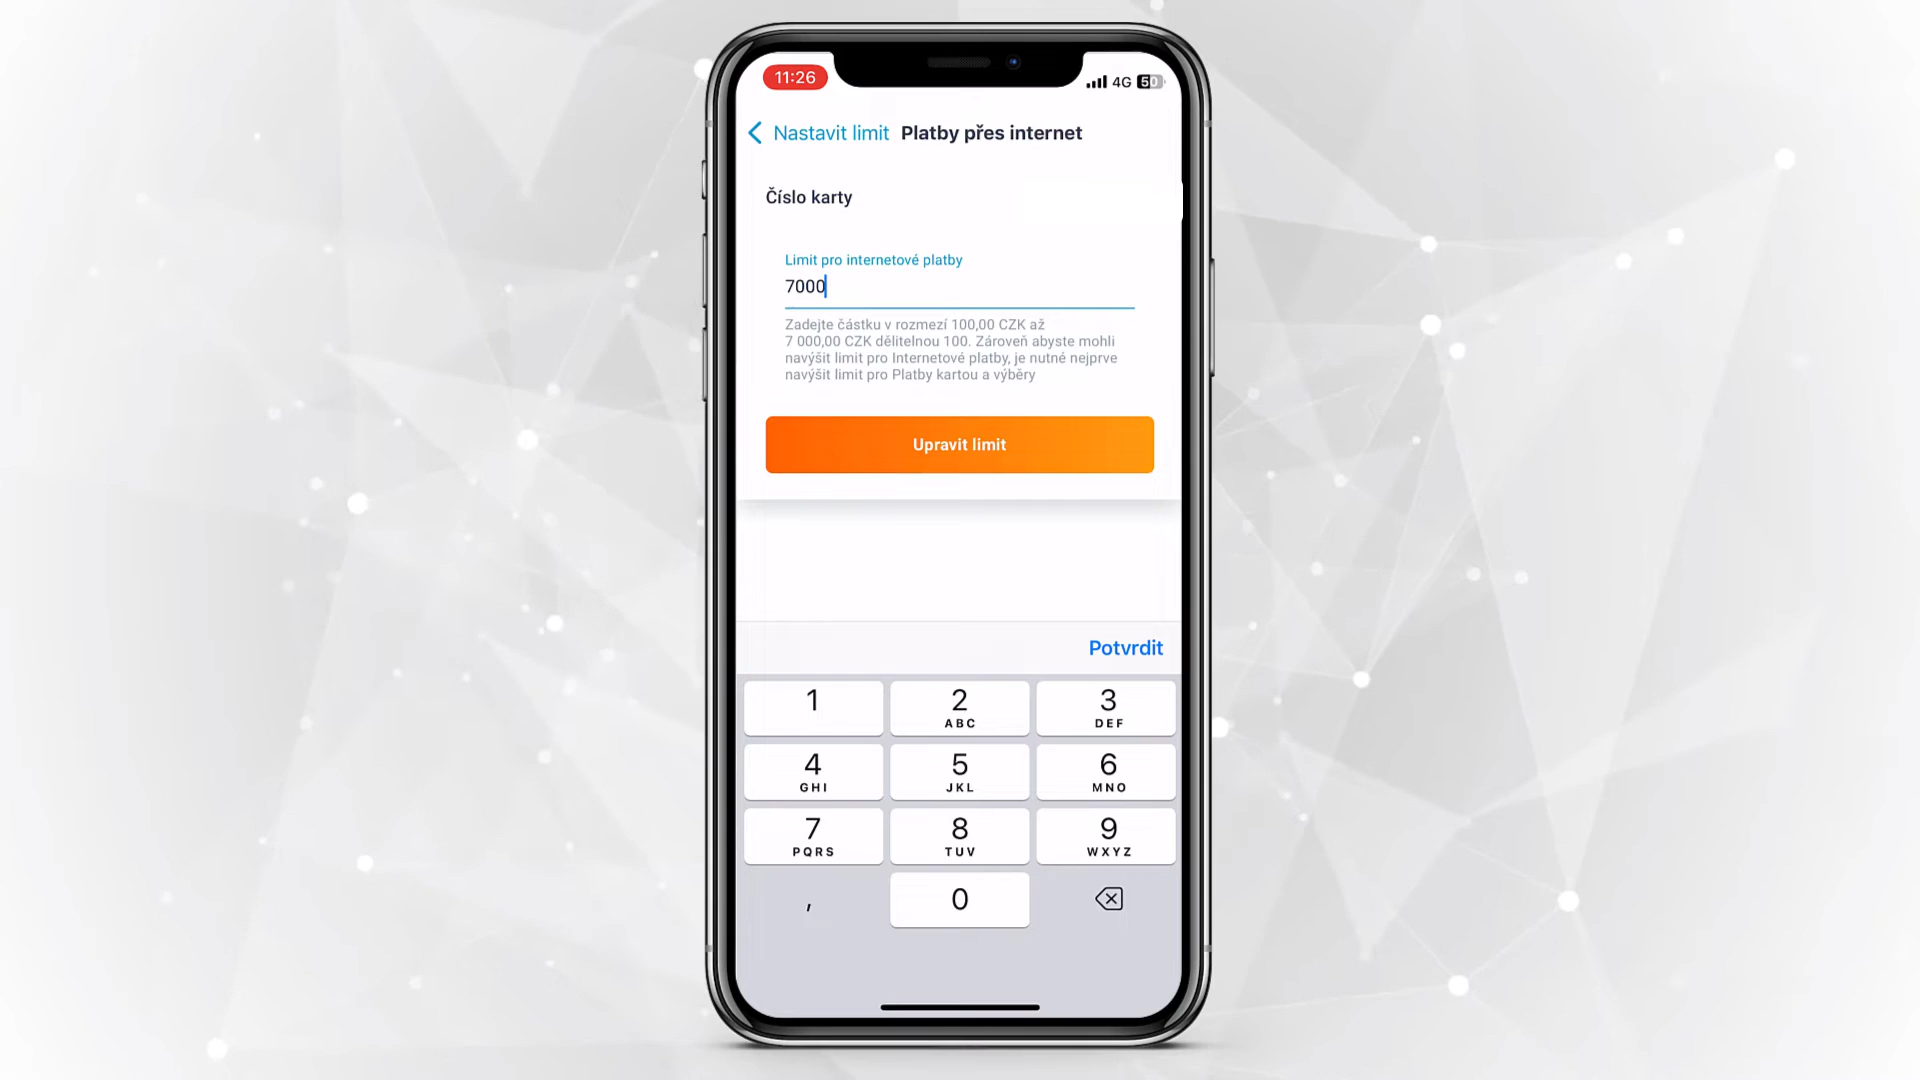 11:26
4G 50
Nastavit limit Platby přes internet
Číslo karty
Limit pro internetové platby
7000
Zadejte částku v rozmezí 100,00 CZK až
7 000,00 CZK dělitelnou 100. Zároveň abyste mohli
navýšit limit pro Internetové platby, je nutné nejprve
navýšit limit pro Platby kartou a výběry
Upravit limit
Potvrdit
1 2 3
ABC DEF
4 5 6
GHI JKL MNO
7 8 9
PQRS TUV WXYZ
, 0